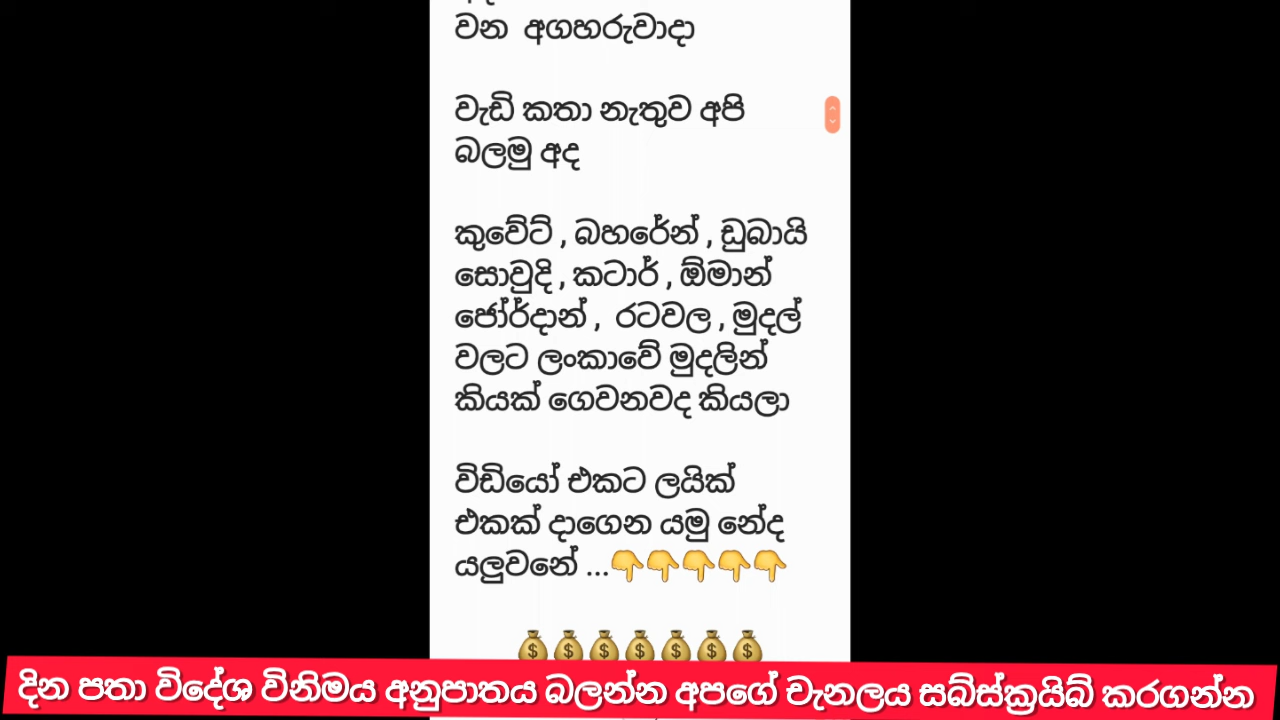 වන අගහරුවාදා
වැඩි කතා නැතුව අපි
බලමු අද
කුවේට් , බහරේන් , ඩුබායි
සොවුදි , කටාර් , ඕමාන්
ජෝර්දාන් , රටවල , මුදල්
වලට ලංකාවේ මුදලින්
කියක් ගෙවනවද කියලා
විඩියෝ එකට ලයික්
එකක් දාගෙන යමු නේද
යලුවනේ ...👇👇👇👇👇
💰💰💰💰💰💰💰
දින පතා විදේශ විනිමය අනුපාතය බලන්න අපගේ චැනලය සබ්ස්ක්‍රයිබ් කරගන්න